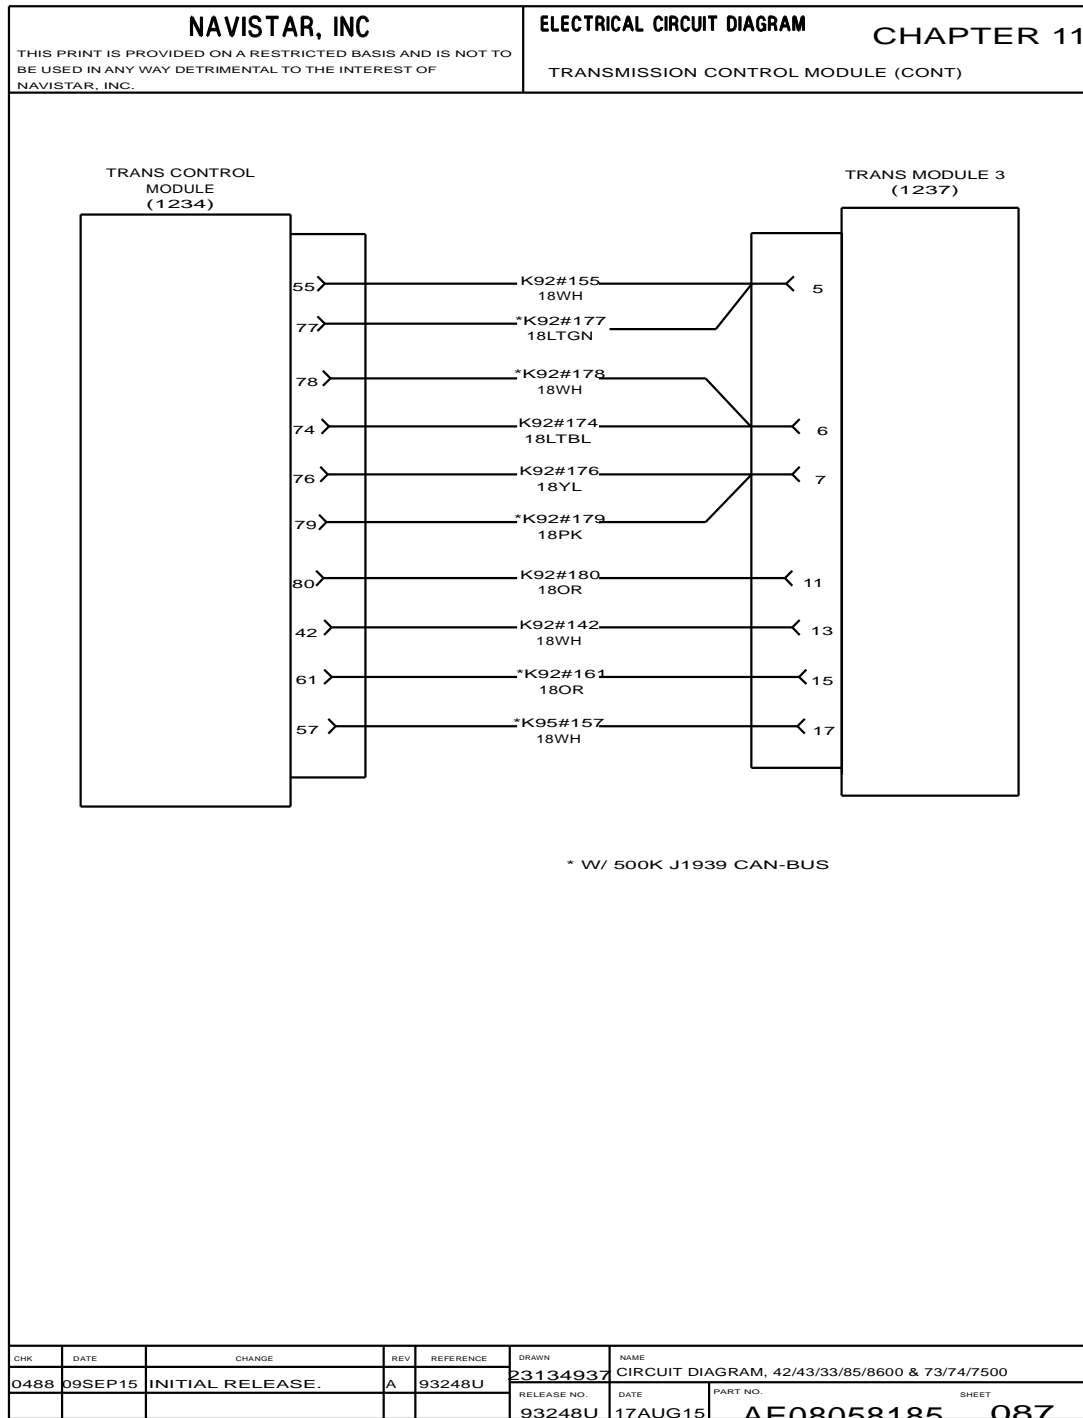 NAVISTAR, INC
THIS PRINT IS PROVIDED ON A RESTRICTED BASIS AND IS NOT TO
BE USED IN ANY WAY DETRIMENTAL TO THE INTEREST OF
NAVISTAR, INC.
ELECTRICAL CIRCUIT DIAGRAM
CHAPTER 11
TRANSMISSION CONTROL MODULE (CONT)
TRANS CONTROL
MODULE
(1234)
TRANS MODULE 3
(1237)
55 K92#155 5
18WH
77 *K92#177
18LTGN
78 *K92#178
18WH
74 K92#174 6
18LTBL
76 K92#176 7
18YL
79 *K92#179
18PK
80 K92#180 11
18OR
42 K92#142 13
18WH
61 *K92#161 15
18OR
57 *K95#157 17
18WH
* W/ 500K J1939 CAN-BUS
CHK DATE CHANGE REV REFERENCE
0488 09SEP15 INITIAL RELEASE. A 93248U
DRAWN
23134937
NAME
CIRCUIT DIAGRAM, 42/43/33/85/8600 & 73/74/7500
RELEASE NO.
93248U
DATE
17AUG15
PART NO.
AE08058185
SHEET
087